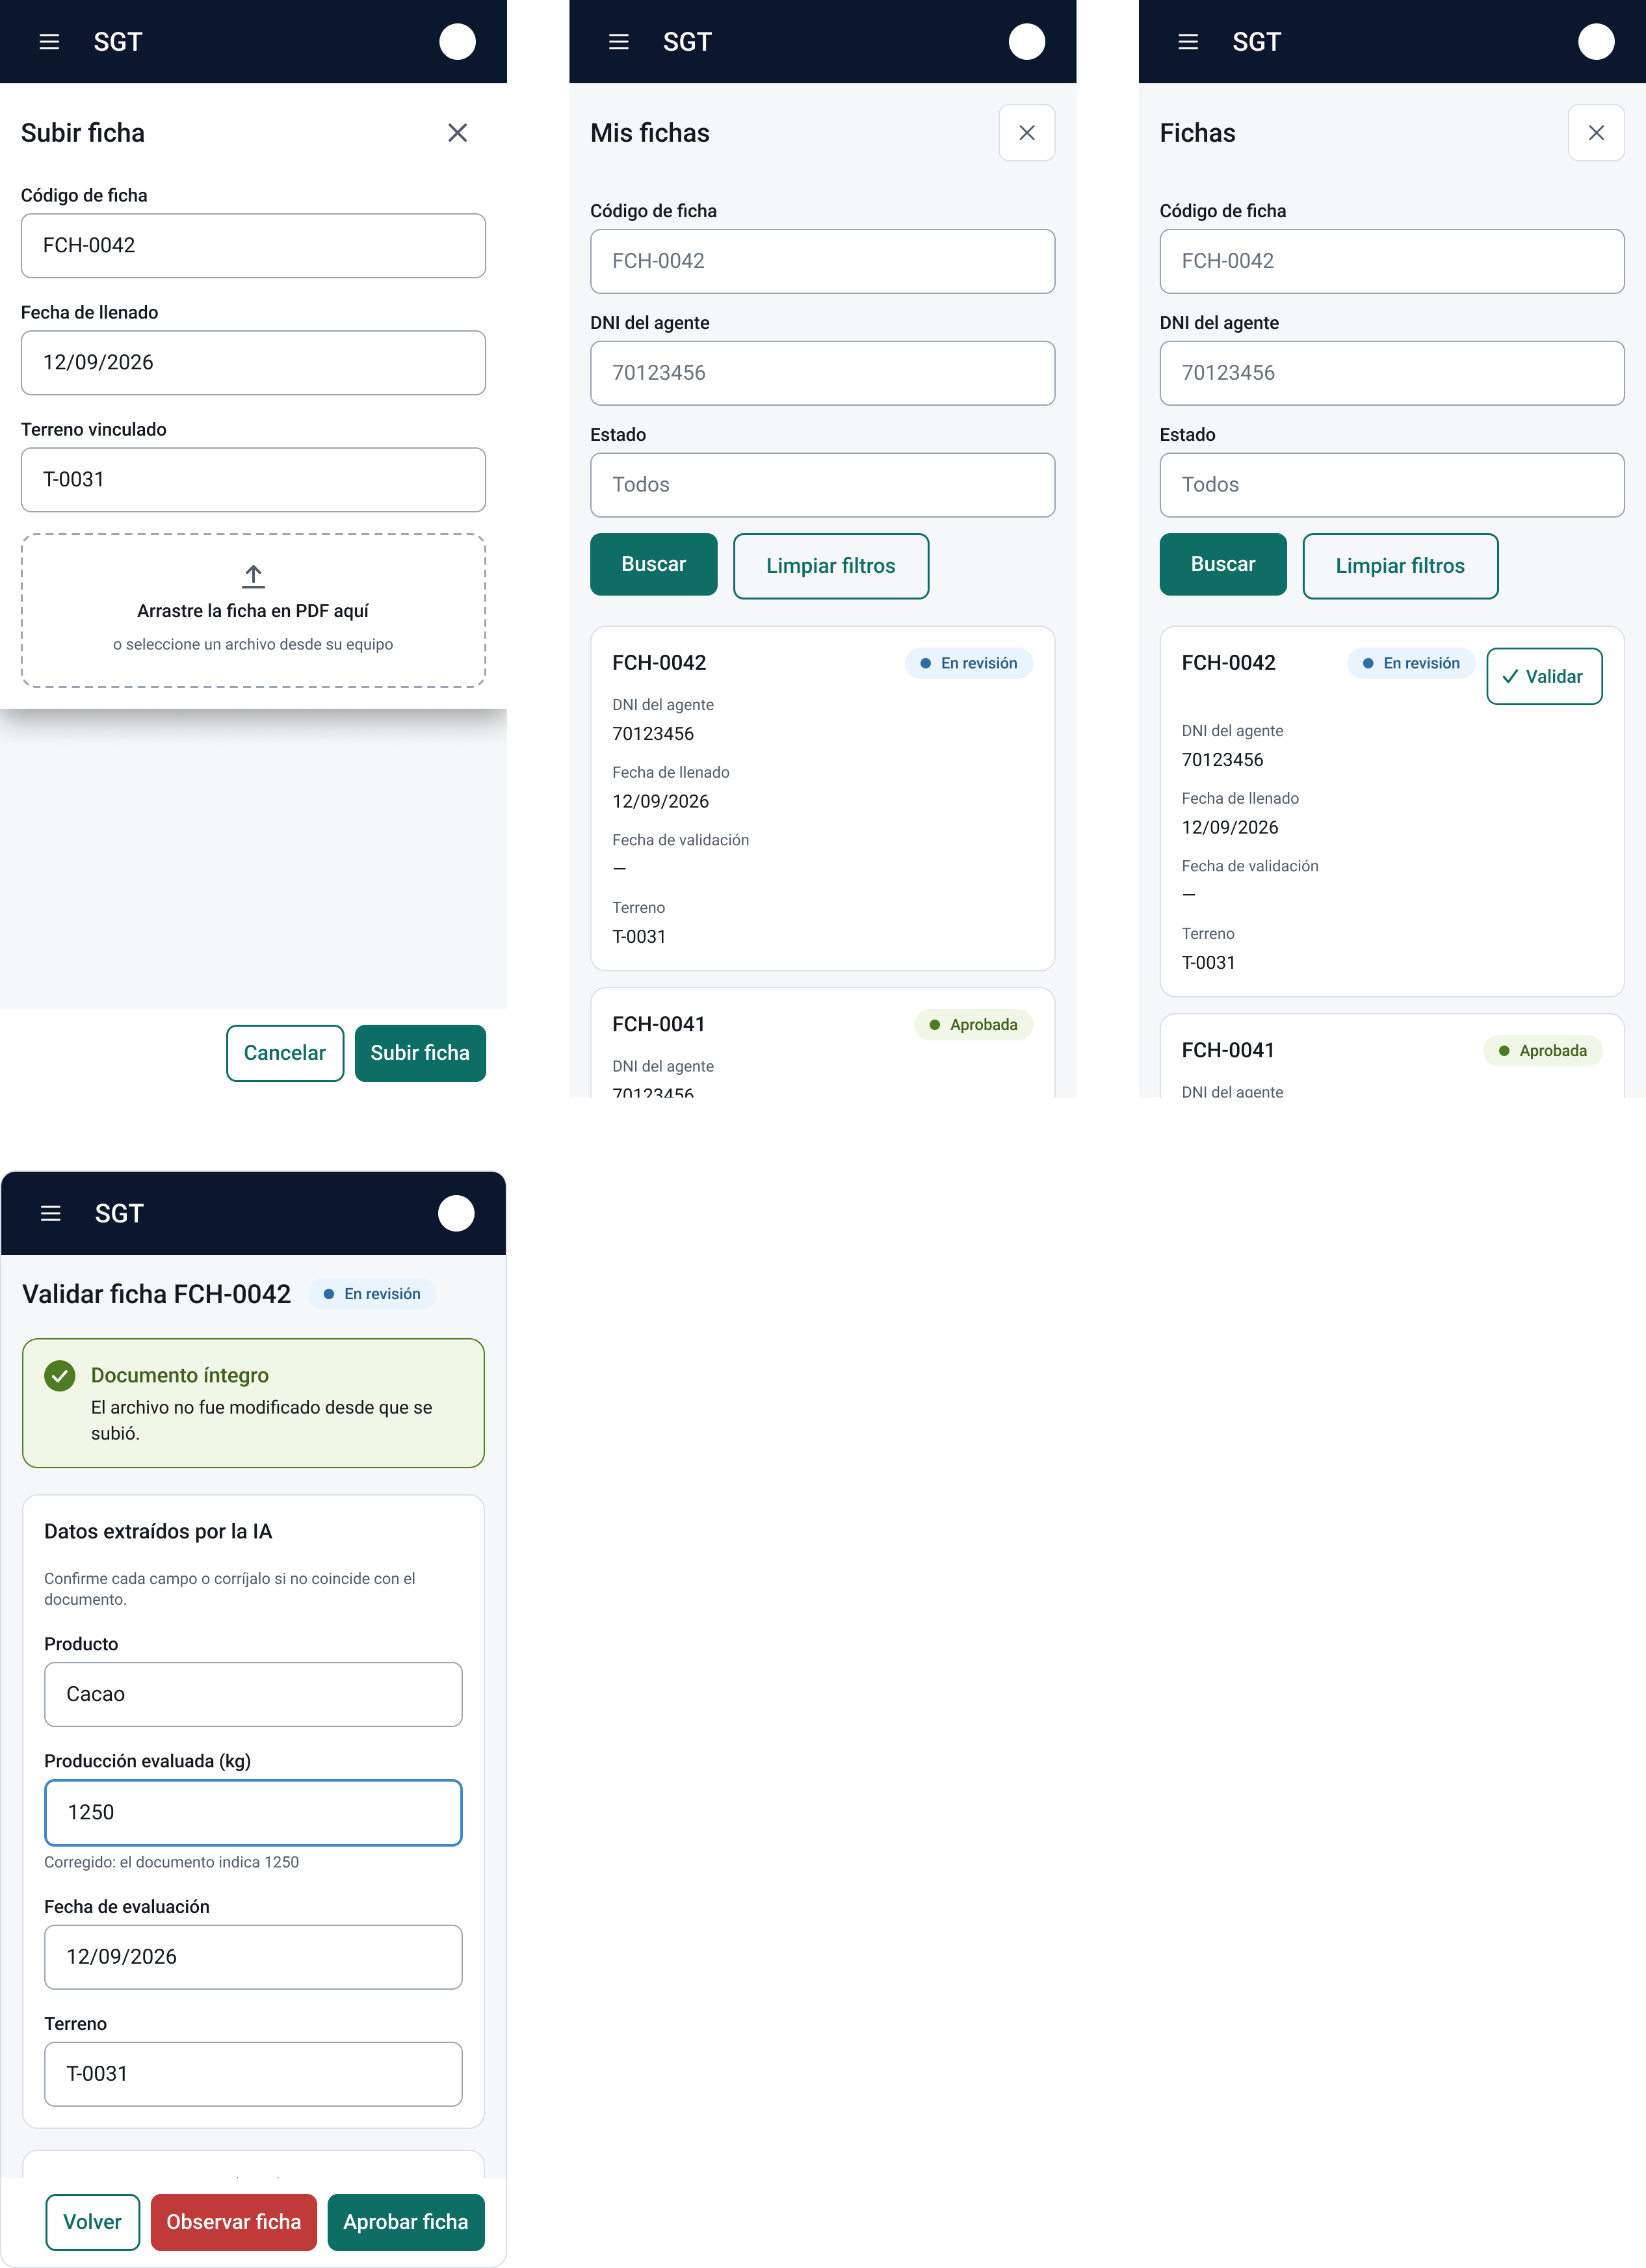 SGT
Subir ficha
Código de ficha
FCH-0042
Fecha de llenado
12/09/2026
Terreno vinculado
T-0031
Arrastre la ficha en PDF aquí
o seleccione un archivo desde su equipo
Cancelar
Subir ficha
SGT
Mis fichas
Código de ficha
FCH-0042
DNI del agente
70123456
Estado
Todos
Buscar
Limpiar filtros
FCH-0042
En revisión
DNI del agente
70123456
Fecha de llenado
12/09/2026
Fecha de validación
—
Terreno
T-0031
FCH-0041
Aprobada
DNI del agente
70123456
SGT
Fichas
Código de ficha
FCH-0042
DNI del agente
70123456
Estado
Todos
Buscar
Limpiar filtros
FCH-0042
En revisión
Validar
DNI del agente
70123456
Fecha de llenado
12/09/2026
Fecha de validación
—
Terreno
T-0031
FCH-0041
Aprobada
DNI del agente
SGT
Validar ficha FCH-0042
En revisión
Documento íntegro
El archivo no fue modificado desde que se
subió.
Datos extraídos por la IA
Confirme cada campo o corríjalo si no coincide con el
documento.
Producto
Cacao
Producción evaluada (kg)
1250
Corregido: el documento indica 1250
Fecha de evaluación
12/09/2026
Terreno
T-0031
Volver
Observar ficha
Aprobar ficha